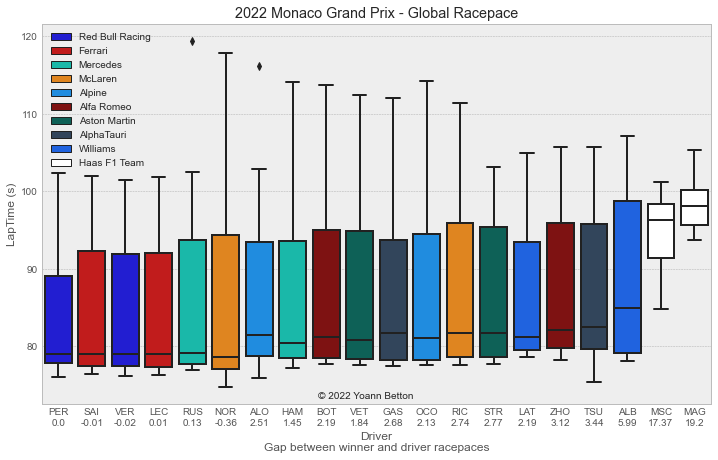 2022 Monaco Grand Prix - Global Racepace
120
110
100
90
80
LapTime (s)
Red Bull Racing
Ferrari
Mercedes
McLaren
Alpine
Alfa Romeo
Aston Martin
AlphaTauri
Williams
Haas F1 Team
© 2022 Yoann Betton
PER SAI VER LEC RUS NOR ALO HAM BOT VET GAS OCO RIC STR LAT ZHO TSU ALB MSC MAG
0.0 -0.01 -0.02 0.01 0.13 -0.36 2.51 1.45 2.19 1.84 2.68 2.13 2.74 2.77 2.19 3.12 3.44 5.99 17.37 19.2
Driver
Gap between winner and driver racepaces